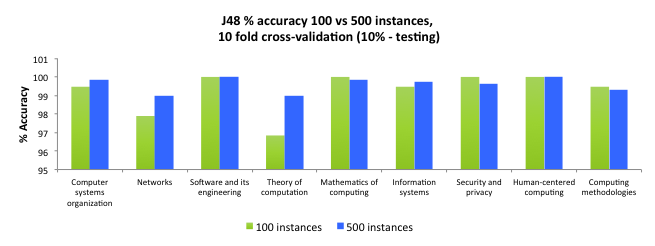 J48 % accuracy 100 vs 500 instances,
10 fold cross-validation (10% - testing)
% Accuracy
101
100
99
98
97
96
95
Computer
systems
organization
Networks
Software and its
engineering
Theory of
computation
Mathematics of
computing
Information
systems
Security and
privacy
Human-centered
computing
Computing
methodologies
100 instances
500 instances